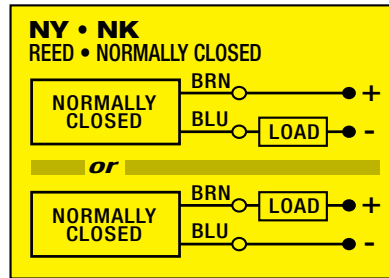 NY • NK
REED • NORMALLY CLOSED
BRN +
NORMALLY
CLOSED
BLU LOAD -
or
BRN LOAD +
NORMALLY
CLOSED
BLU -